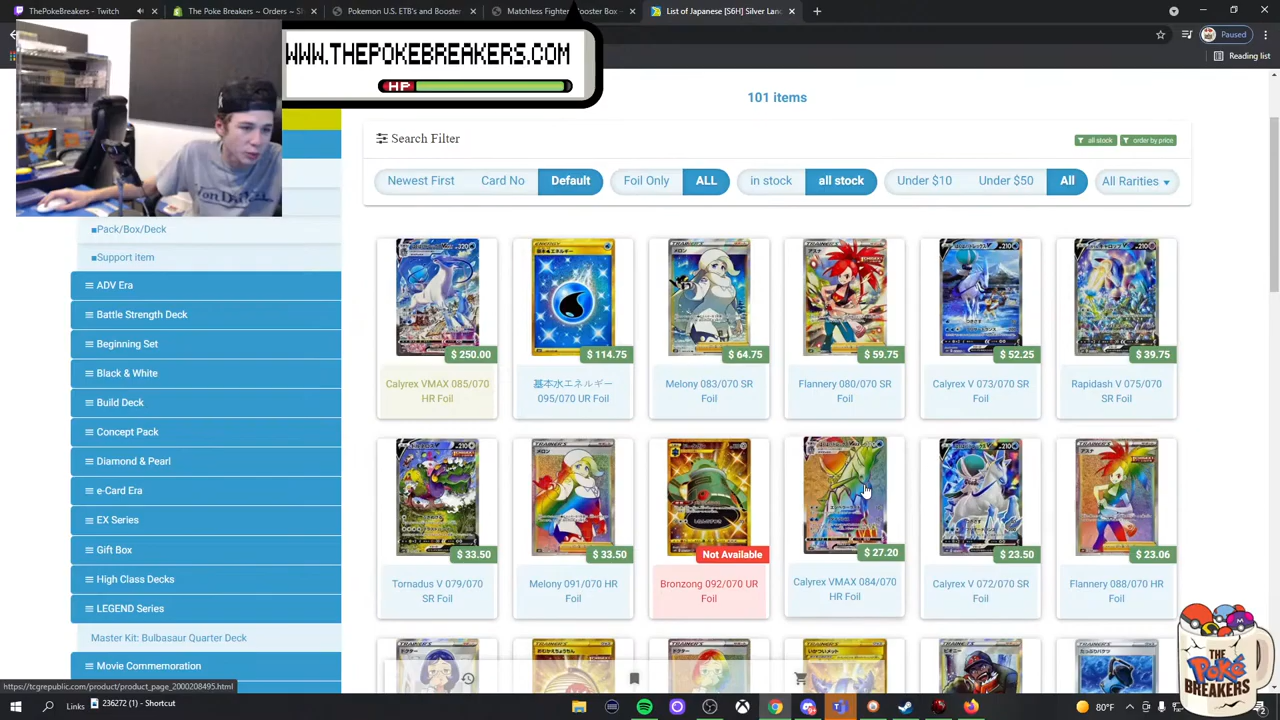 ThePokeBreakers - Twitch
ThePokeBreakers ~ Orders ~ S
Pokemon U.S. ETB's and Booster
Matchless Fighter Booster Box
List of Japanese
Paused
Reading list
WWW.THEPOKEBREAKERS.COM
HP
101 items
Search Filter
all stock
order by price
Newest First
Card No
Default
Foil Only
ALL
in stock
all stock
Under $10
Under $50
All
All Rarities
■Pack/Box/Deck
■Support item
ADV Era
Battle Strength Deck
Beginning Set
Black & White
Build Deck
Concept Pack
Diamond & Pearl
e-Card Era
EX Series
Gift Box
High Class Decks
LEGEND Series
Master Kit: Bulbasaur Quarter Deck
Movie Commemoration
$ 250.00
$ 114.75
$ 64.75
$ 59.75
$ 52.25
$ 39.75
Calyrex VMAX 085/070
HR Foil
基本水エネルギー
095/070 UR Foil
Melony 083/070 SR
Foil
Flannery 080/070 SR
Foil
Calyrex V 073/070 SR
Foil
Rapidash V 075/070
SR Foil
$ 33.50
$ 33.50
Not Available
$ 27.20
$ 23.50
$ 23.06
Tornadus V 079/070
SR Foil
Melony 091/070 HR
Foil
Bronzong 092/070 UR
Foil
Calyrex VMAX 084/070
HR Foil
Calyrex V 072/070 SR
Foil
Flannery 088/070 HR
Foil
THE
Poké
BREAKERS
https://tcgrepublic.com/product/product_page_2000208495.html
Links
236272 (1) - Shortcut
80°F
1:12 PM